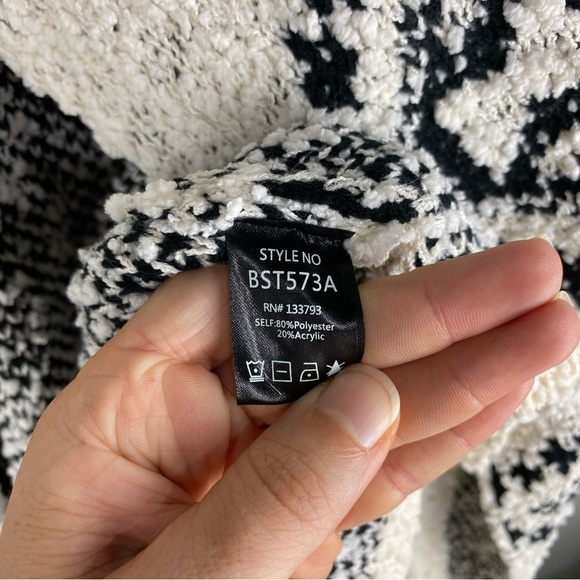 STYLE NO
BST573A
RN# 133793
SELF:80%Polyester
20%Acrylic